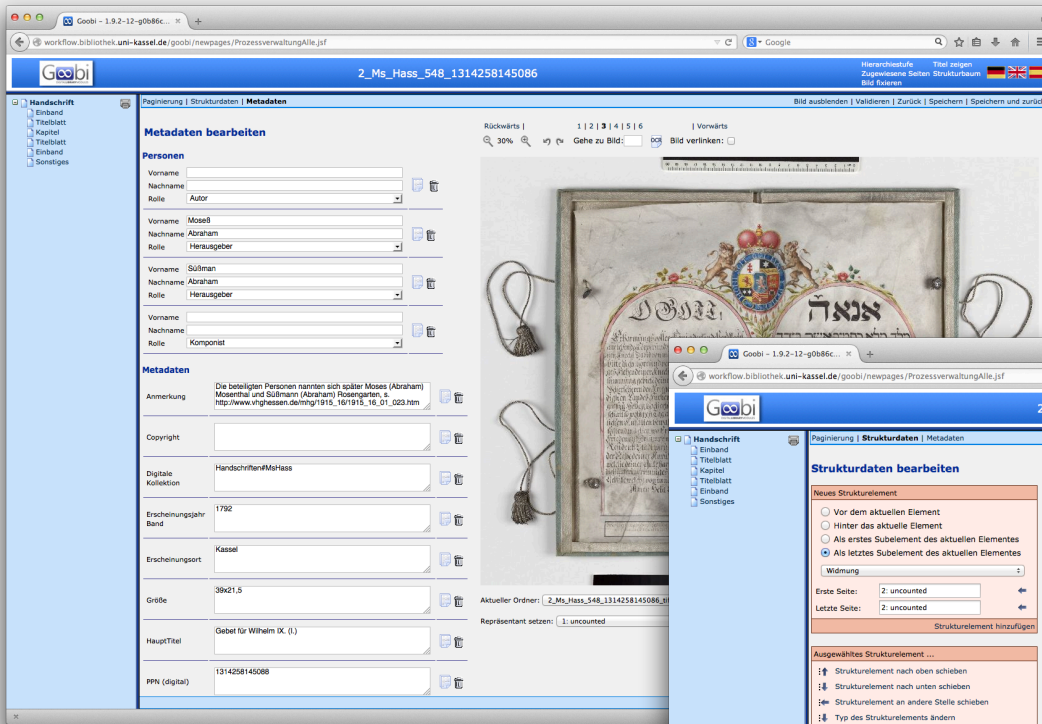 Goobi – 1.9.2–12–g0b86c...
workflow.bibliothek.uni-kassel.de/goobi/newpages/ProzessverwaltungAlle.jsf
Google
Goobi
2_Ms_Hass_548_1314258145086
Hierarchiestufe Titel zeigen
Zugewiesene Seiten Strukturbaum
Bild fixieren
Handschrift
Einband
Titelblatt
Kapitel
Titelblatt
Einband
Sonstiges
Paginierung | Strukturdaten | Metadaten
Bild ausblenden | Validieren | Zurück | Speichern | Speichern und zurück
Metadaten bearbeiten
Personen
Vorname
Nachname
Rolle Autor
Vorname Moseß
Nachname Abraham
Rolle Herausgeber
Vorname Süßman
Nachname Abraham
Rolle Herausgeber
Vorname
Nachname
Rolle Komponist
Metadaten
Anmerkung
Die beteiligten Personen nannten sich später Moses (Abraham)
Mosenthal und Süßmann (Abraham) Rosengarten, s.
http://www.vhghessen.de/mhg/1915_16/1915_16_01_023.htm
Copyright
Digitale
Kollektion
Handschriften#MsHass
Erscheinungsjahr
Band
1792
Erscheinungsort
Kassel
Größe
39x21,5
HauptTitel
Gebet für Wilhelm IX. (I.)
PPN (digital)
1314258145088
Rückwärts | 1 | 2 | 3 | 4 | 5 | 6 | Vorwärts
30% Gehe zu Bild: OCR Bild verlinken:
O GOTT,
אנאה
Aktueller Ordner: 2_Ms_Hass_548_1314258145086_tif
Repräsentant setzen: 1: uncounted
Goobi – 1.9.2–12–g0b86c...
workflow.bibliothek.uni-kassel.de/goobi/newpages/ProzessverwaltungAlle.jsf
Goobi
2
Handschrift
Einband
Titelblatt
Kapitel
Titelblatt
Einband
Sonstiges
Paginierung | Strukturdaten | Metadaten
Strukturdaten bearbeiten
Neues Strukturelement
Vor dem aktuellen Element
Hinter das aktuelle Element
Als erstes Subelement des aktuellen Elementes
Als letztes Subelement des aktuellen Elementes
Widmung
Erste Seite: 2: uncounted
Letzte Seite: 2: uncounted
Strukturelement hinzufügen
Ausgewähltes Strukturelement ...
Strukturelement nach oben schieben
Strukturelement nach unten schieben
Strukturelement an andere Stelle schieben
Typ des Strukturelements ändern